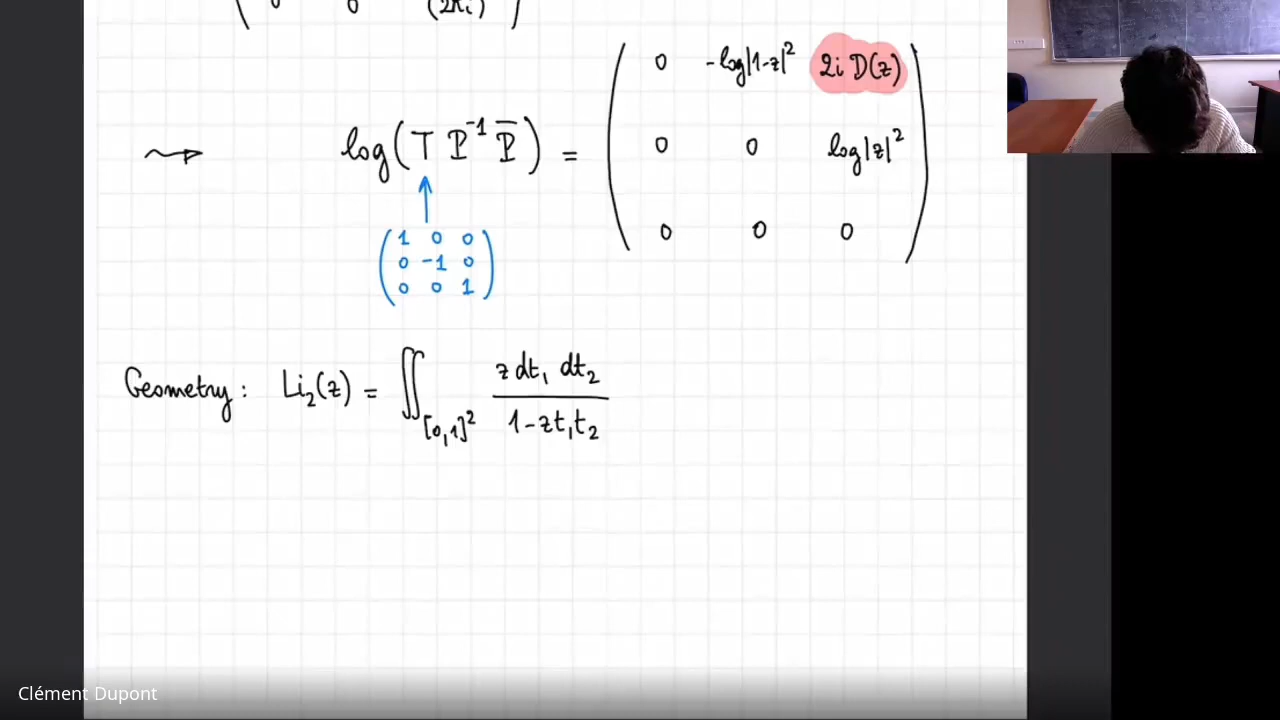 (2πi)
0 -log|1-z|² 2i D(z)
⇝ log(T P⁻¹ P̄) = 0 0 log|z|²
0 0 0
1 0 0
0 -1 0
0 0 1
Geometry: Li₂(z) = ∬_[0,1]² z dt₁ dt₂ / 1-zt₁t₂
Clément Dupont